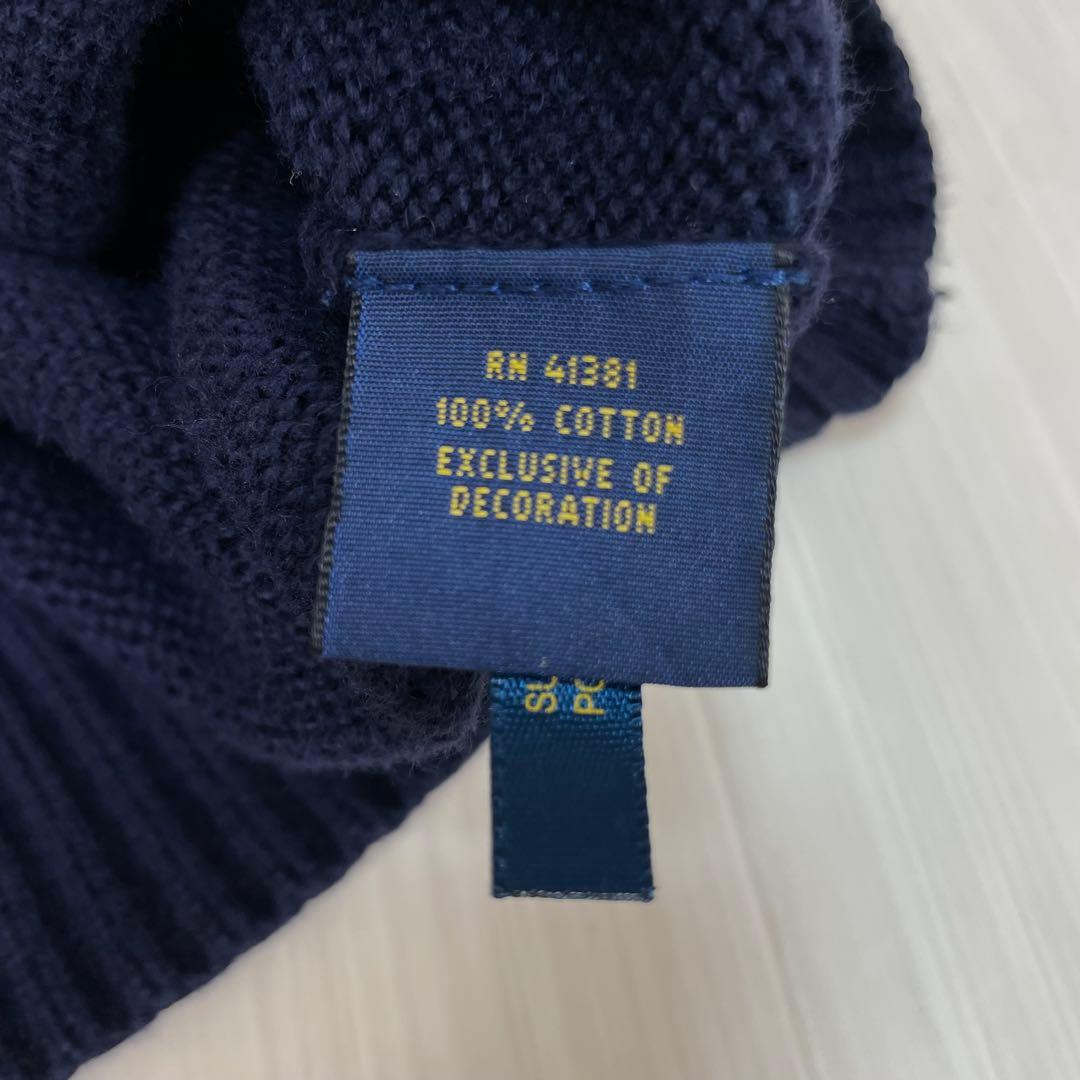 RN 41381
100% COTTON
EXCLUSIVE OF
DECORATION